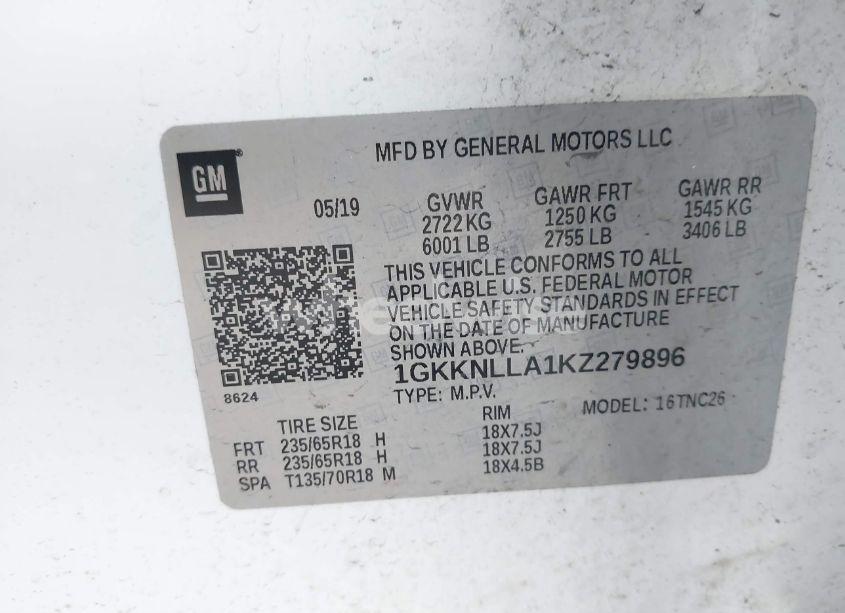 MFD BY GENERAL MOTORS LLC
GM
05/19
GVWR
2722 KG
6001 LB
GAWR FRT
1250 KG
2755 LB
GAWR RR
1545 KG
3406 LB
THIS VEHICLE CONFORMS TO ALL
APPLICABLE U.S. FEDERAL MOTOR
VEHICLE SAFETY STANDARDS IN EFFECT
ON THE DATE OF MANUFACTURE
SHOWN ABOVE.
1GKKNLLA1KZ279896
8624
TYPE: M.P.V.
MODEL: 16TNC26
TIRE SIZE RIM
FRT 235/65R18 H 18X7.5J
RR 235/65R18 H 18X7.5J
SPA T135/70R18 M 18X4.5B